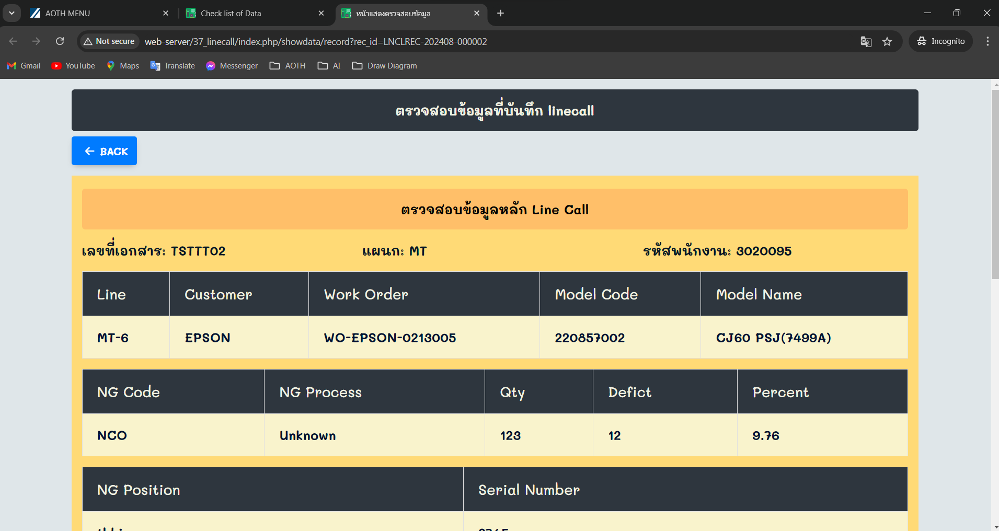 AOTH MENU
Check list of Data
หน้าแสดงตรวจสอบข้อมูล
Not secure
web-server/37_linecall/index.php/showdata/record?rec_id=LNCLREC-202408-000002
Incognito
Gmail
YouTube
Maps
Translate
Messenger
AOTH
AI
Draw Diagram
ตรวจสอบข้อมูลที่บันทึก linecall
← BACK
ตรวจสอบข้อมูลหลัก Line Call
เลขที่เอกสาร: TSTTT02
แผนก: MT
รหัสพนักงาน: 3020095
Line Customer Work Order Model Code Model Name
MT-6 EPSON WO-EPSON-0213005 220857002 CJ60 PSJ(7499A)
NG Code NG Process Qty Defict Percent
NCO Unknown 123 12 9.76
NG Position Serial Number